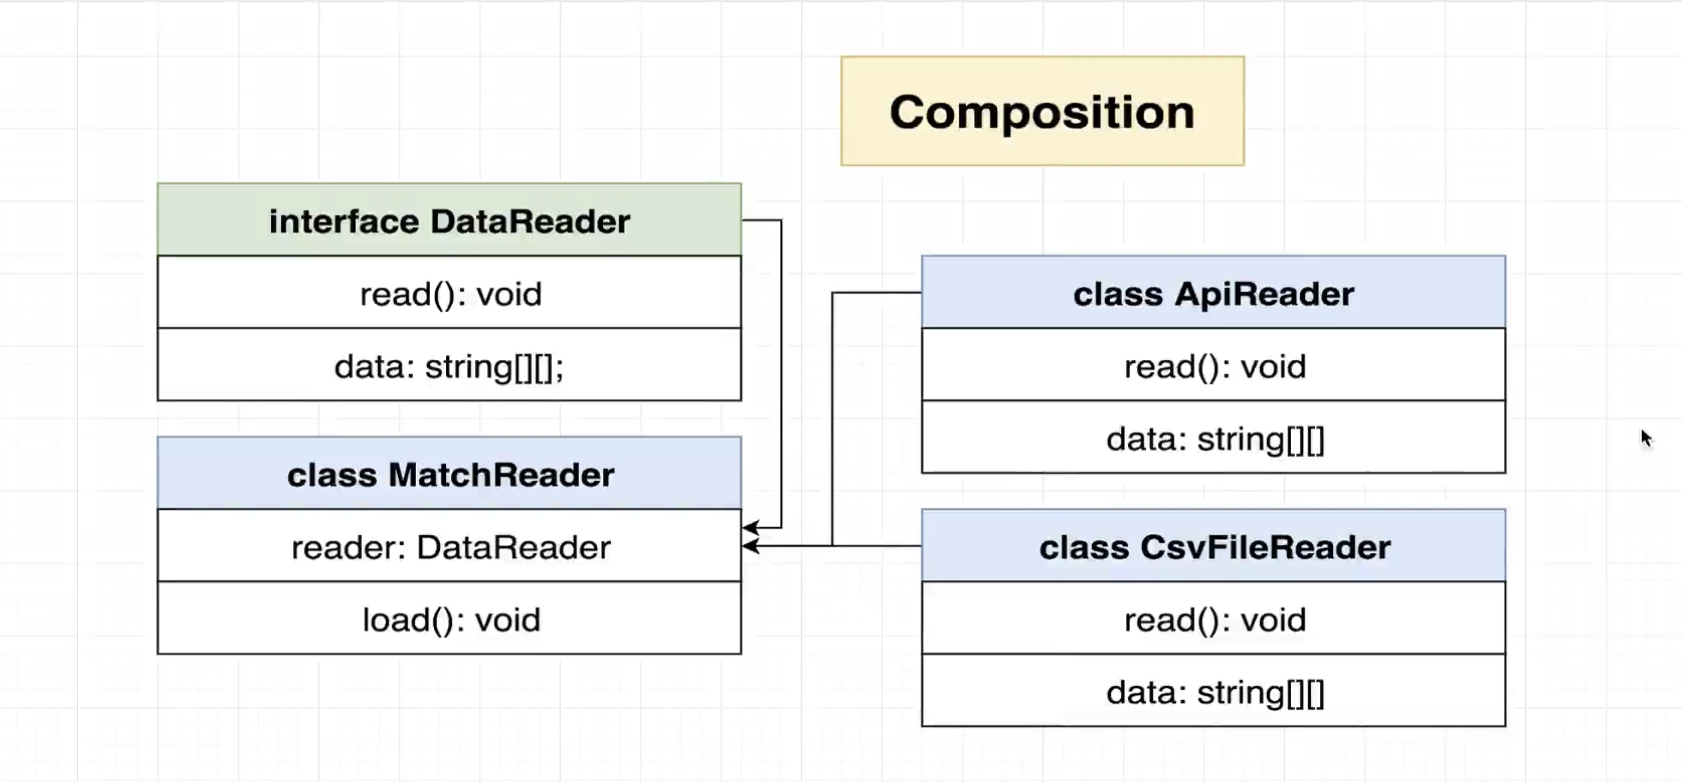 Composition
interface DataReader
read(): void
data: string[][];
class MatchReader
reader: DataReader
load(): void
class ApiReader
read(): void
data: string[][]
class CsvFileReader
read(): void
data: string[][]